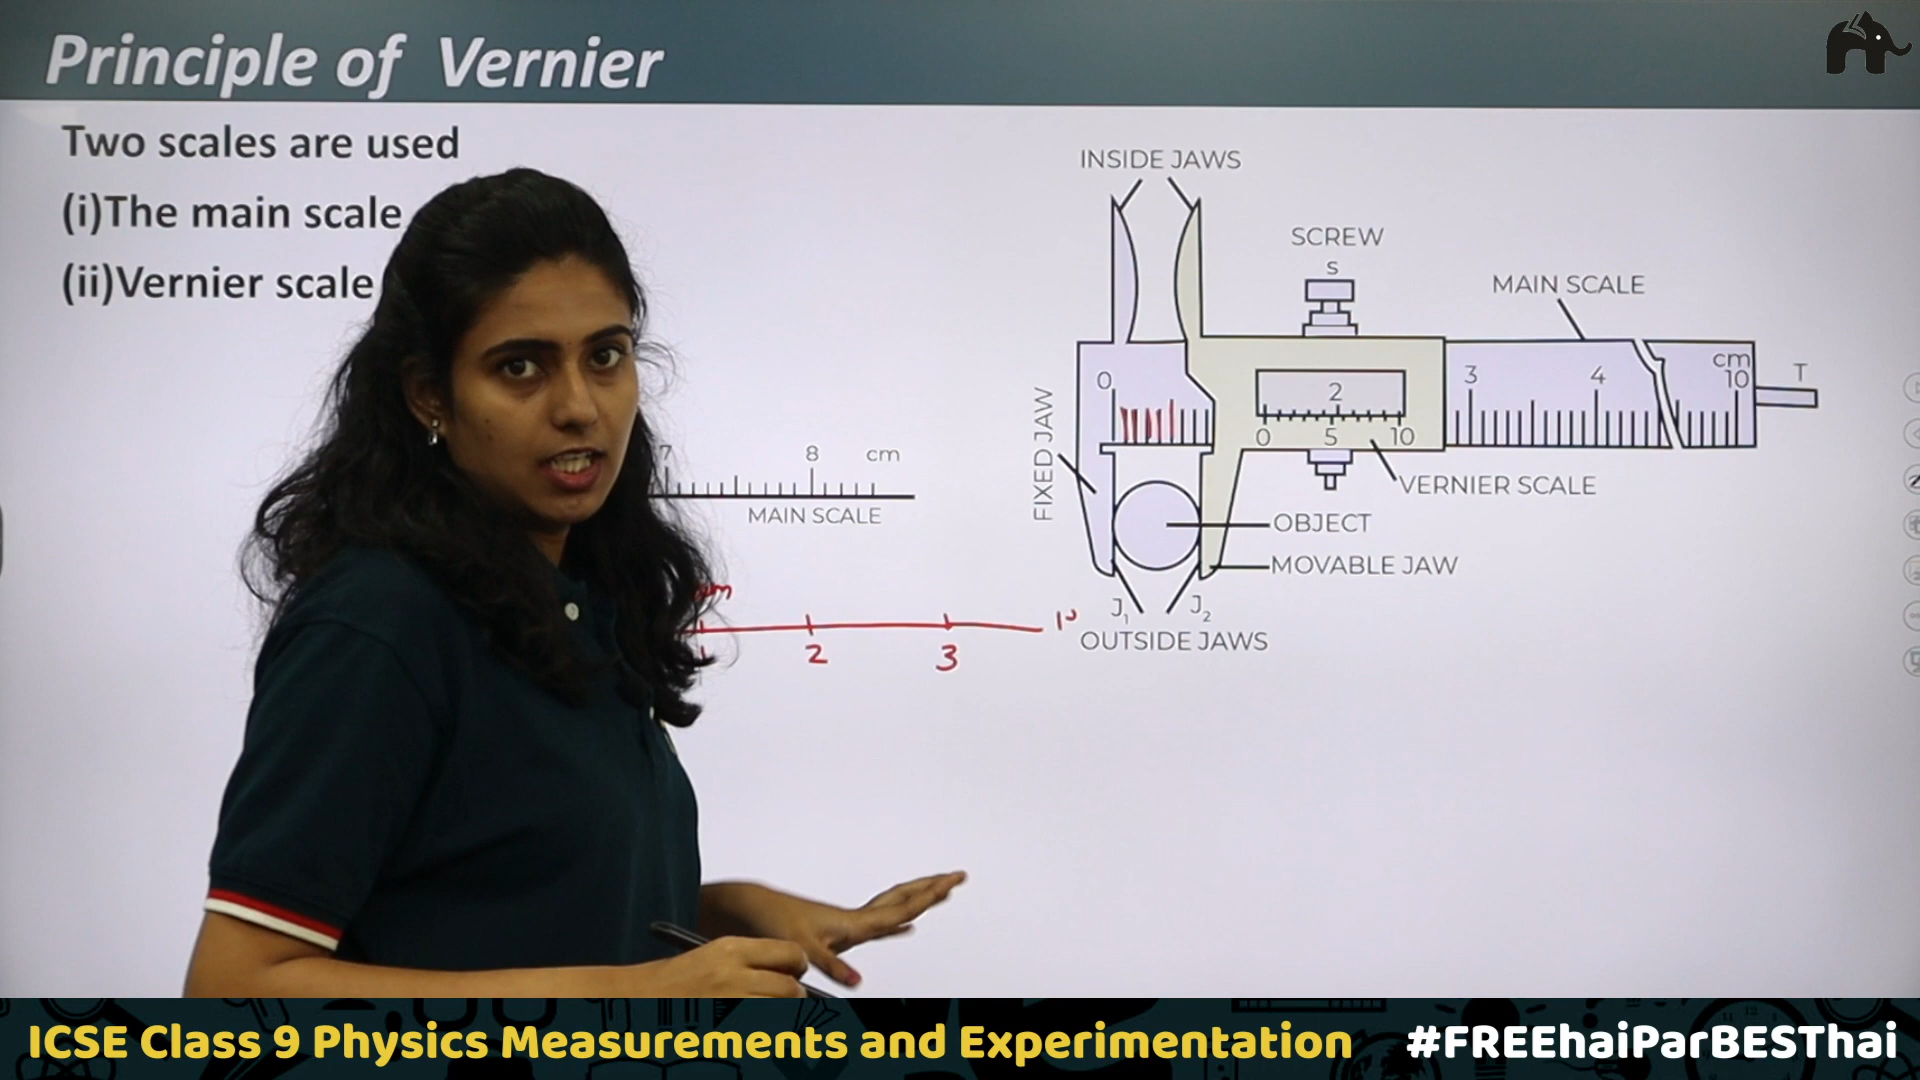 Principle of Vernier
Two scales are used
(i)The main scale
(ii)Vernier scale
7 8 cm
MAIN SCALE
2 3
INSIDE JAWS
SCREW
S
MAIN SCALE
0 2 3 4 cm 10 T
0 5 10
FIXED JAW
VERNIER SCALE
OBJECT
MOVABLE JAW
J1 J2
OUTSIDE JAWS
ICSE Class 9 Physics Measurements and Experimentation #FREEhaiParBESThai